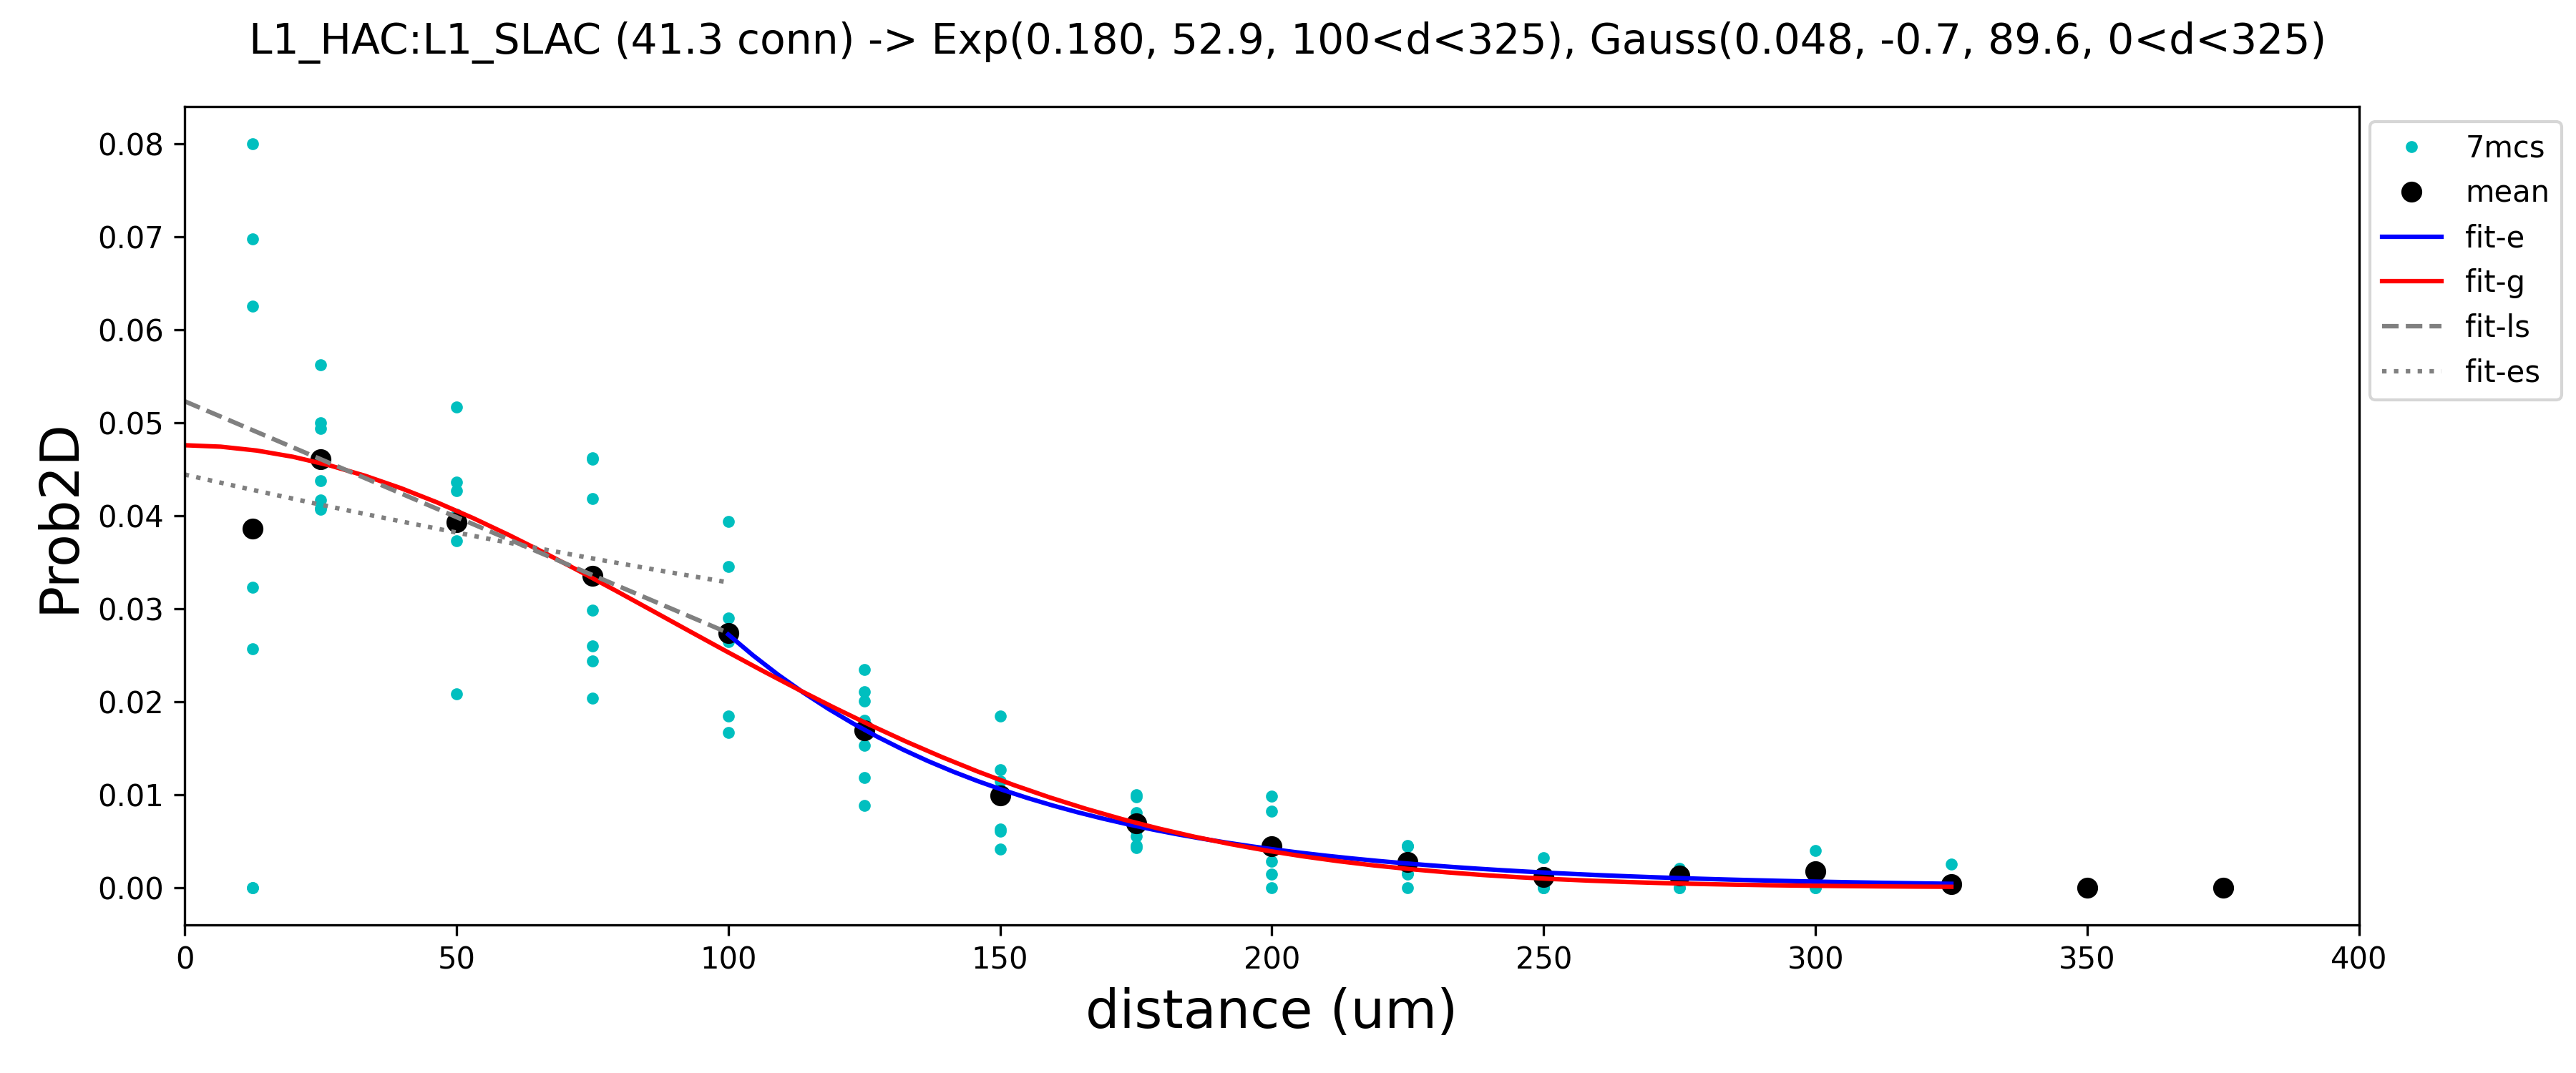 L1_HAC:L1_SLAC (41.3 conn) -> Exp(0.180, 52.9, 100<d<325), Gauss(0.048, -0.7, 89.6, 0<d<325)
0.08
0.07
0.06
0.05
0.04
0.03
0.02
0.01
0.00
Prob2D
0 50 100 150 200 250 300 350 400
distance (um)
7mcs
mean
fit-e
fit-g
fit-ls
fit-es